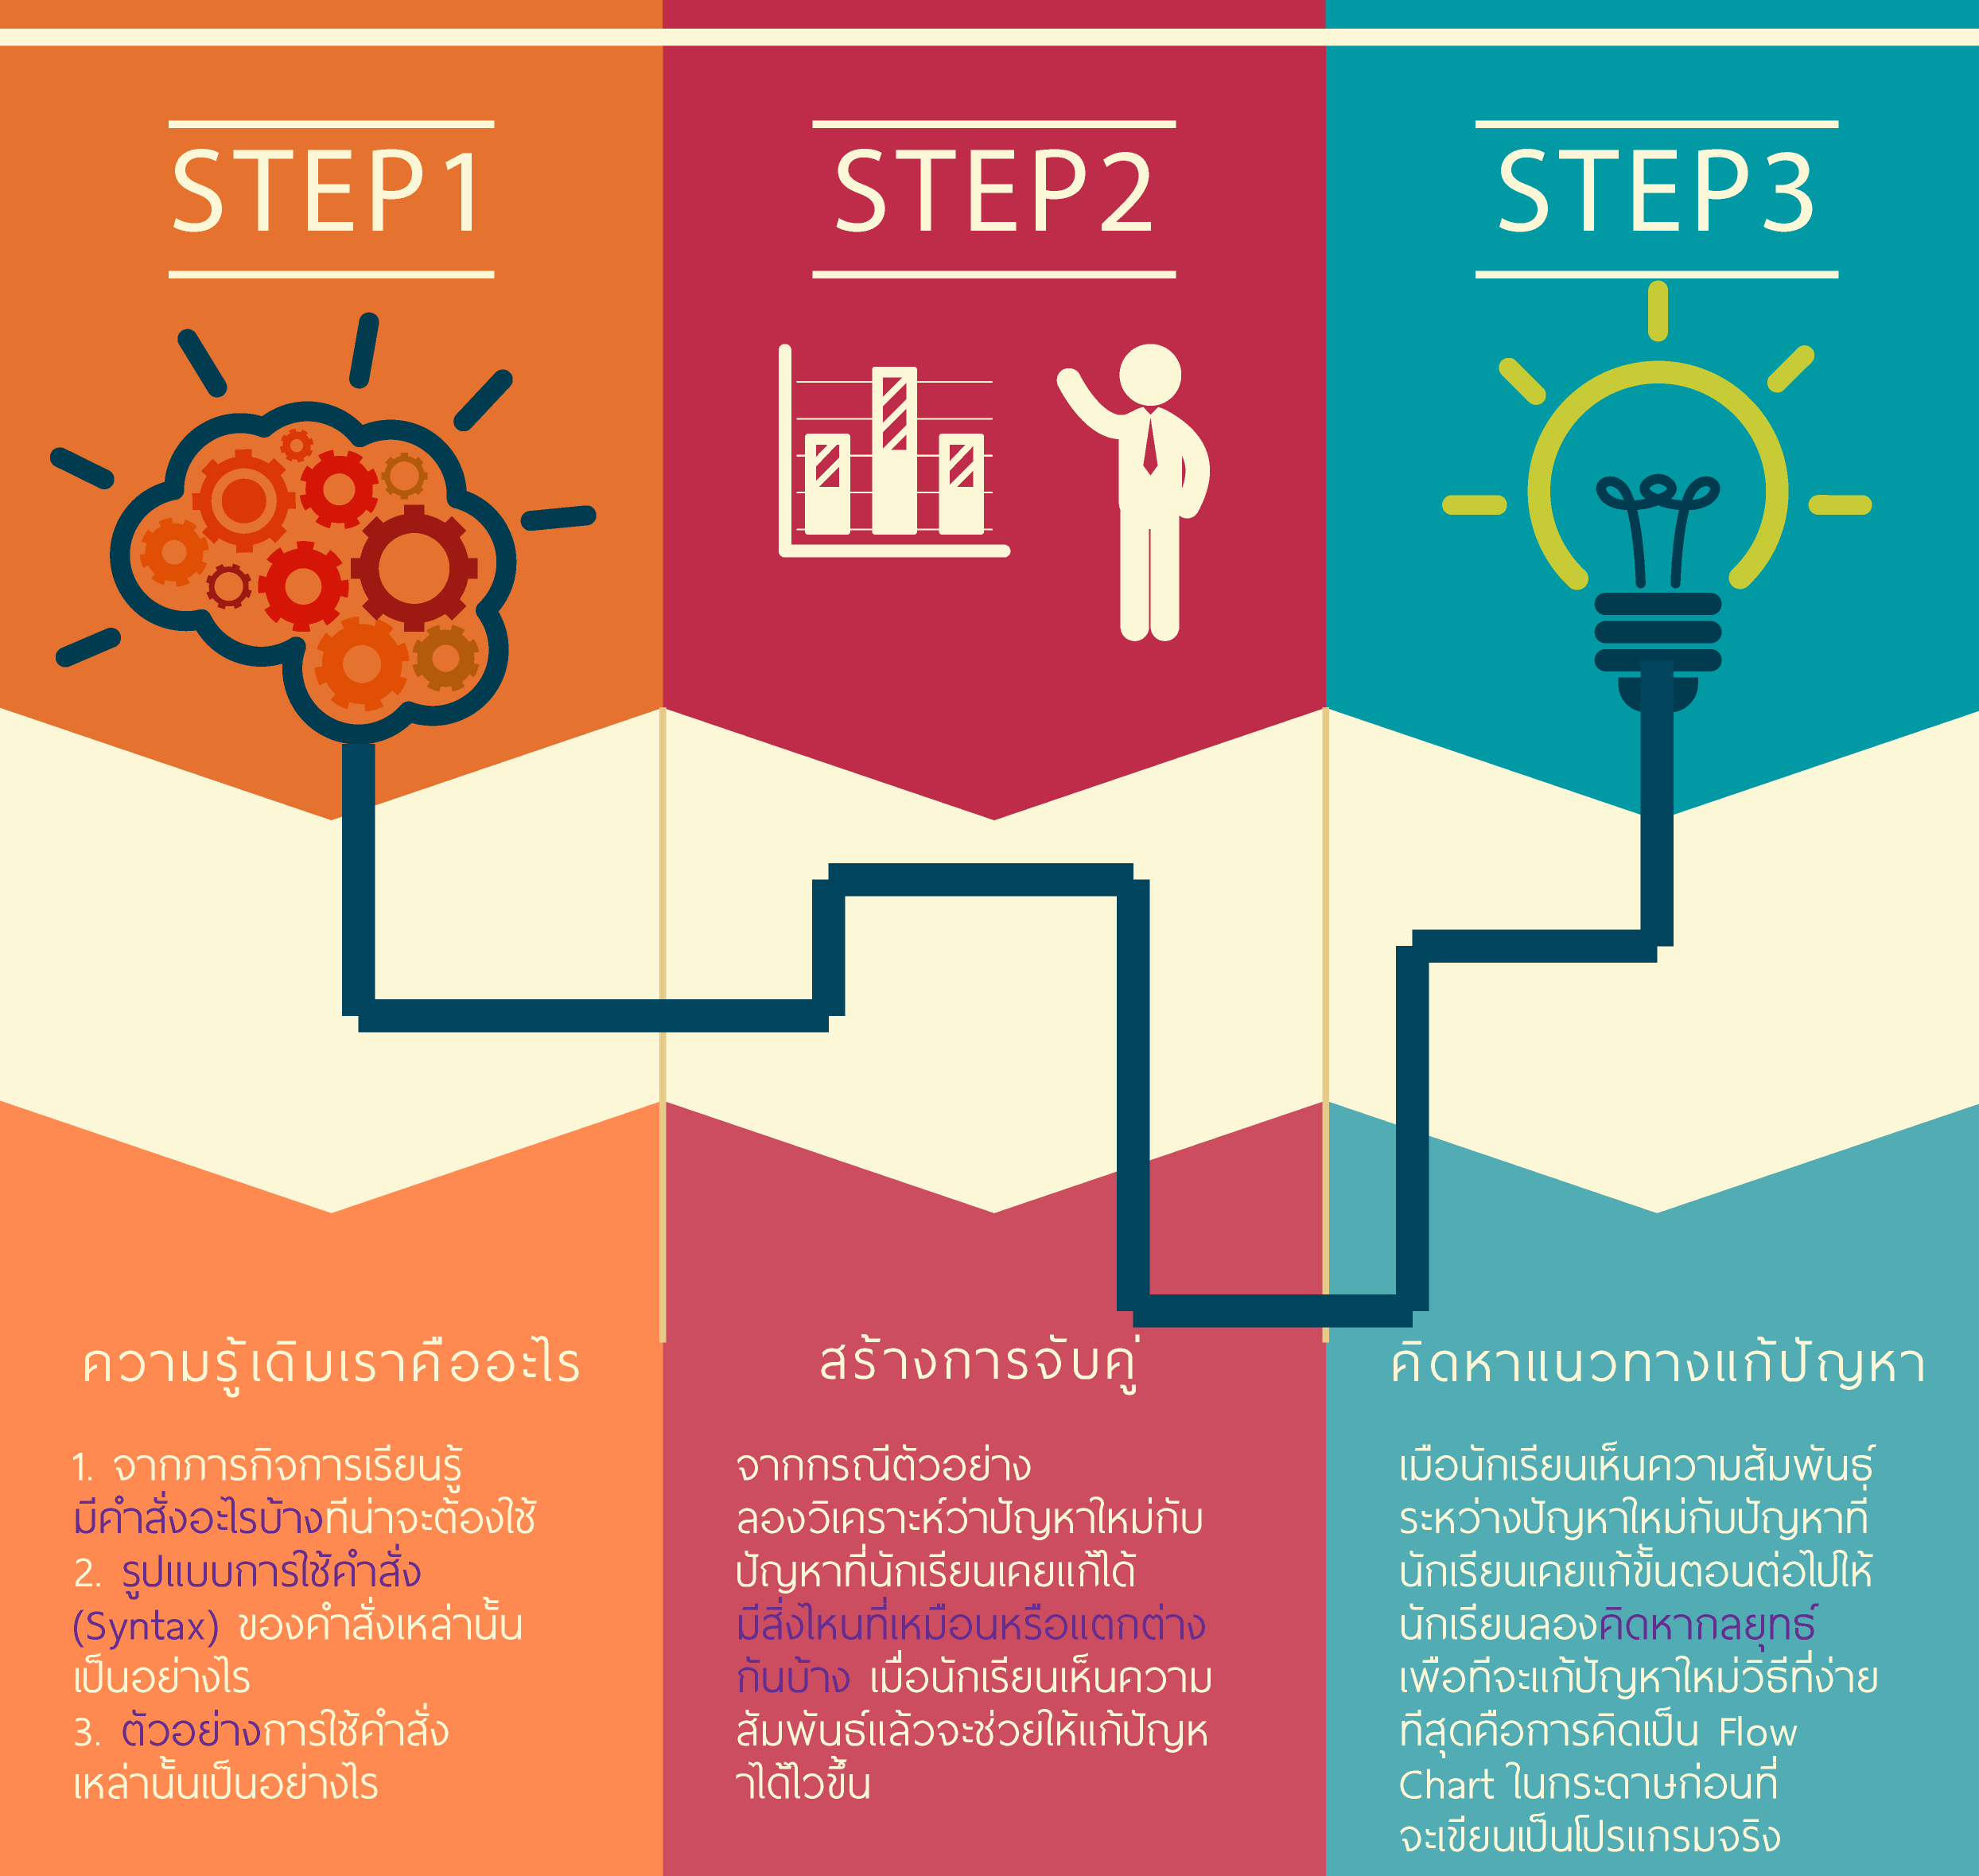 STEP1
ความรู้เดิมเราคืออะไร
1. จากภารกิจการเรียนรู้
มีคำสั่งอะไรบ้างที่น่าจะต้องใช้
2. รูปแบบการใช้คำสั่ง
(Syntax) ของคำสั่งเหล่านั้น
เป็นอย่างไร
3. ตัวอย่างการใช้คำสั่ง
เหล่านั้นเป็นอย่างไร
STEP2
สร้างการจับคู่
จากกรณีตัวอย่าง
ลองวิเคราะห์ว่าปัญหาใหม่กับ
ปัญหาที่นักเรียนเคยแก้ได้
มีสิ่งไหนที่เหมือนหรือแตกต่าง
กันบ้าง เมื่อนักเรียนเห็นความ
สัมพันธ์แล้วจะช่วยให้แก้ปัญห
าได้ไวขึ้น
STEP3
คิดหาแนวทางแก้ปัญหา
เมื่อนักเรียนเห็นความสัมพันธ์
ระหว่างปัญหาใหม่กับปัญหาที่
นักเรียนเคยแก้ขั้นตอนต่อไปให้
นักเรียนลองคิดหากลยุทธ์
เพื่อที่จะแก้ปัญหาใหม่วิธีที่ง่าย
ที่สุดคือการคิดเป็น Flow
Chart ในกระดาษก่อนที่
จะเขียนเป็นโปรแกรมจริง